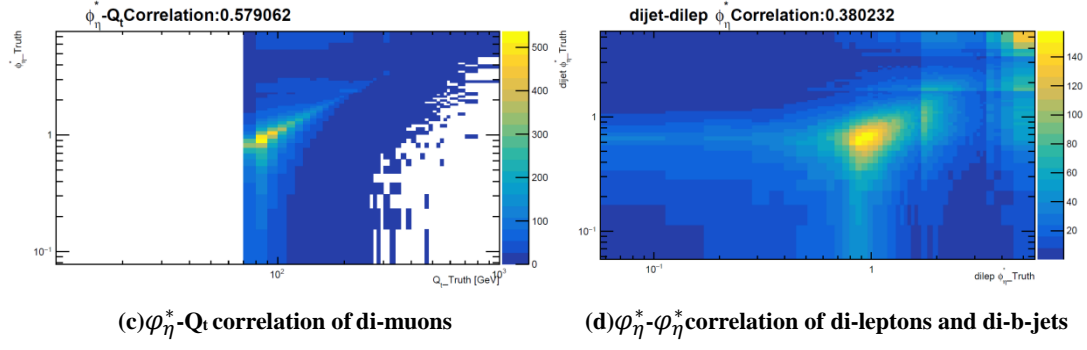 ϕ*η-QtCorrelation:0.579062
dijet-dilep ϕ*ηCorrelation:0.380232
ϕ*η_Truth
1
10⁻¹
10²
10³
Qt_Truth [GeV]
500
400
300
200
100
0
dijet ϕ*η_Truth
1
10⁻¹
10⁻¹
1
dilep ϕ*η_Truth
140
120
100
80
60
40
20
(c)φ*η-Qt correlation of di-muons
(d)φ*η-φ*ηcorrelation of di-leptons and di-b-jets